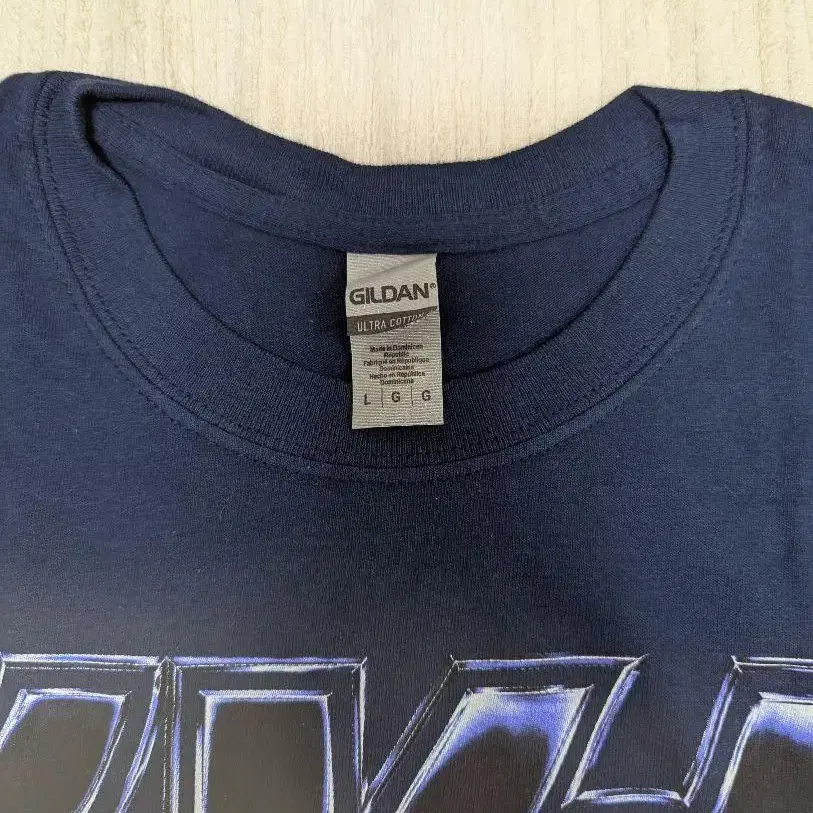 GILDAN®
ULTRA COTTON
Made in Dominican
Republic
Fabriqué en République
Dominicaine
Hecho en República
Dominicana
L G G